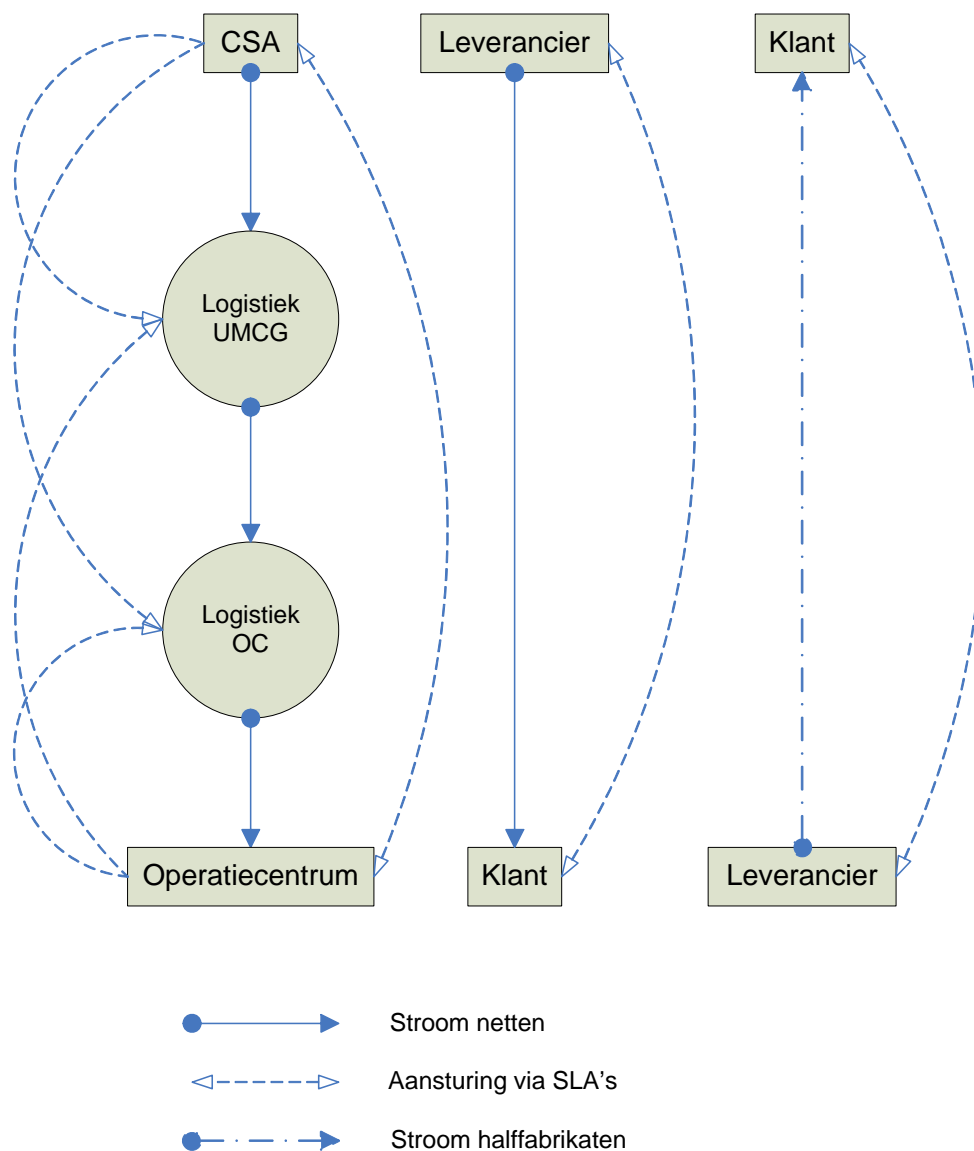 CSA
Leverancier
Klant
Logistiek
UMCG
Logistiek
OC
Operatiecentrum
Klant
Leverancier
Stroom netten
Aansturing via SLA's
Stroom halffabrikaten